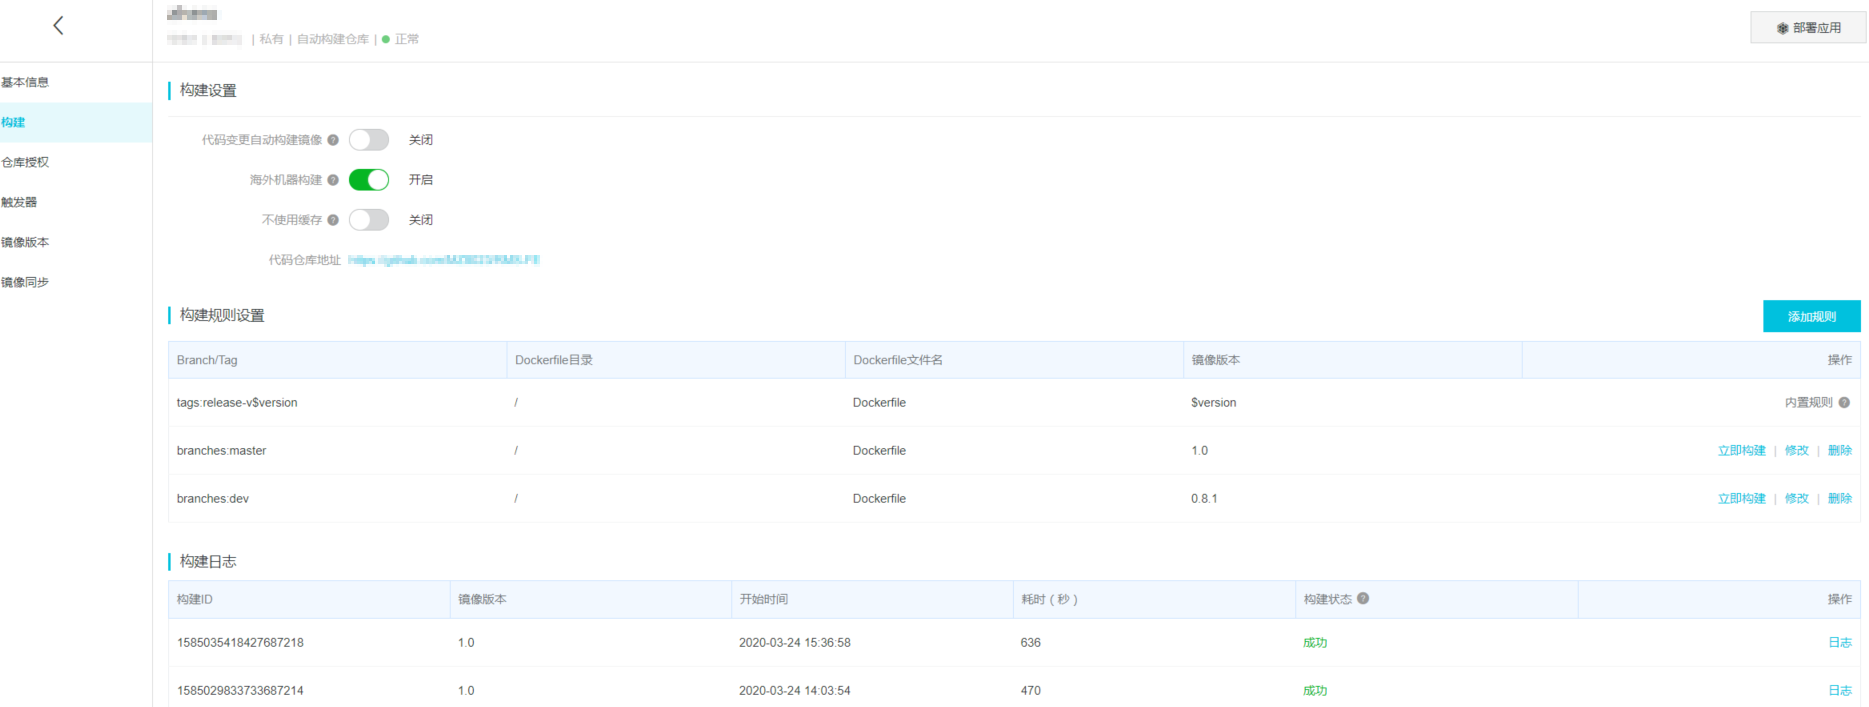 | 私有 | 自动构建仓库 | 正常
部署应用
基本信息
构建
仓库授权
触发器
镜像版本
镜像同步
构建设置
代码变更自动构建镜像 ? 关闭
海外机器构建 ? 开启
不使用缓存 ? 关闭
代码仓库地址
构建规则设置
添加规则
Branch/Tag Dockerfile目录 Dockerfile文件名 镜像版本 操作
tags:release-v$version / Dockerfile $version 内置规则 ?
branches:master / Dockerfile 1.0 立即构建 | 修改 | 删除
branches:dev / Dockerfile 0.8.1 立即构建 | 修改 | 删除
构建日志
构建ID 镜像版本 开始时间 耗时（秒） 构建状态 ? 操作
1585035418427687218 1.0 2020-03-24 15:36:58 636 成功 日志
1585029833733687214 1.0 2020-03-24 14:03:54 470 成功 日志